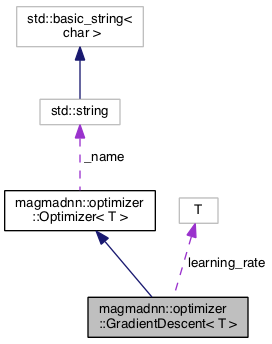 std::basic_string<
char >
std::string
_name
magmadnn::optimizer
::Optimizer< T >
T
learning_rate
magmadnn::optimizer
::GradientDescent< T >